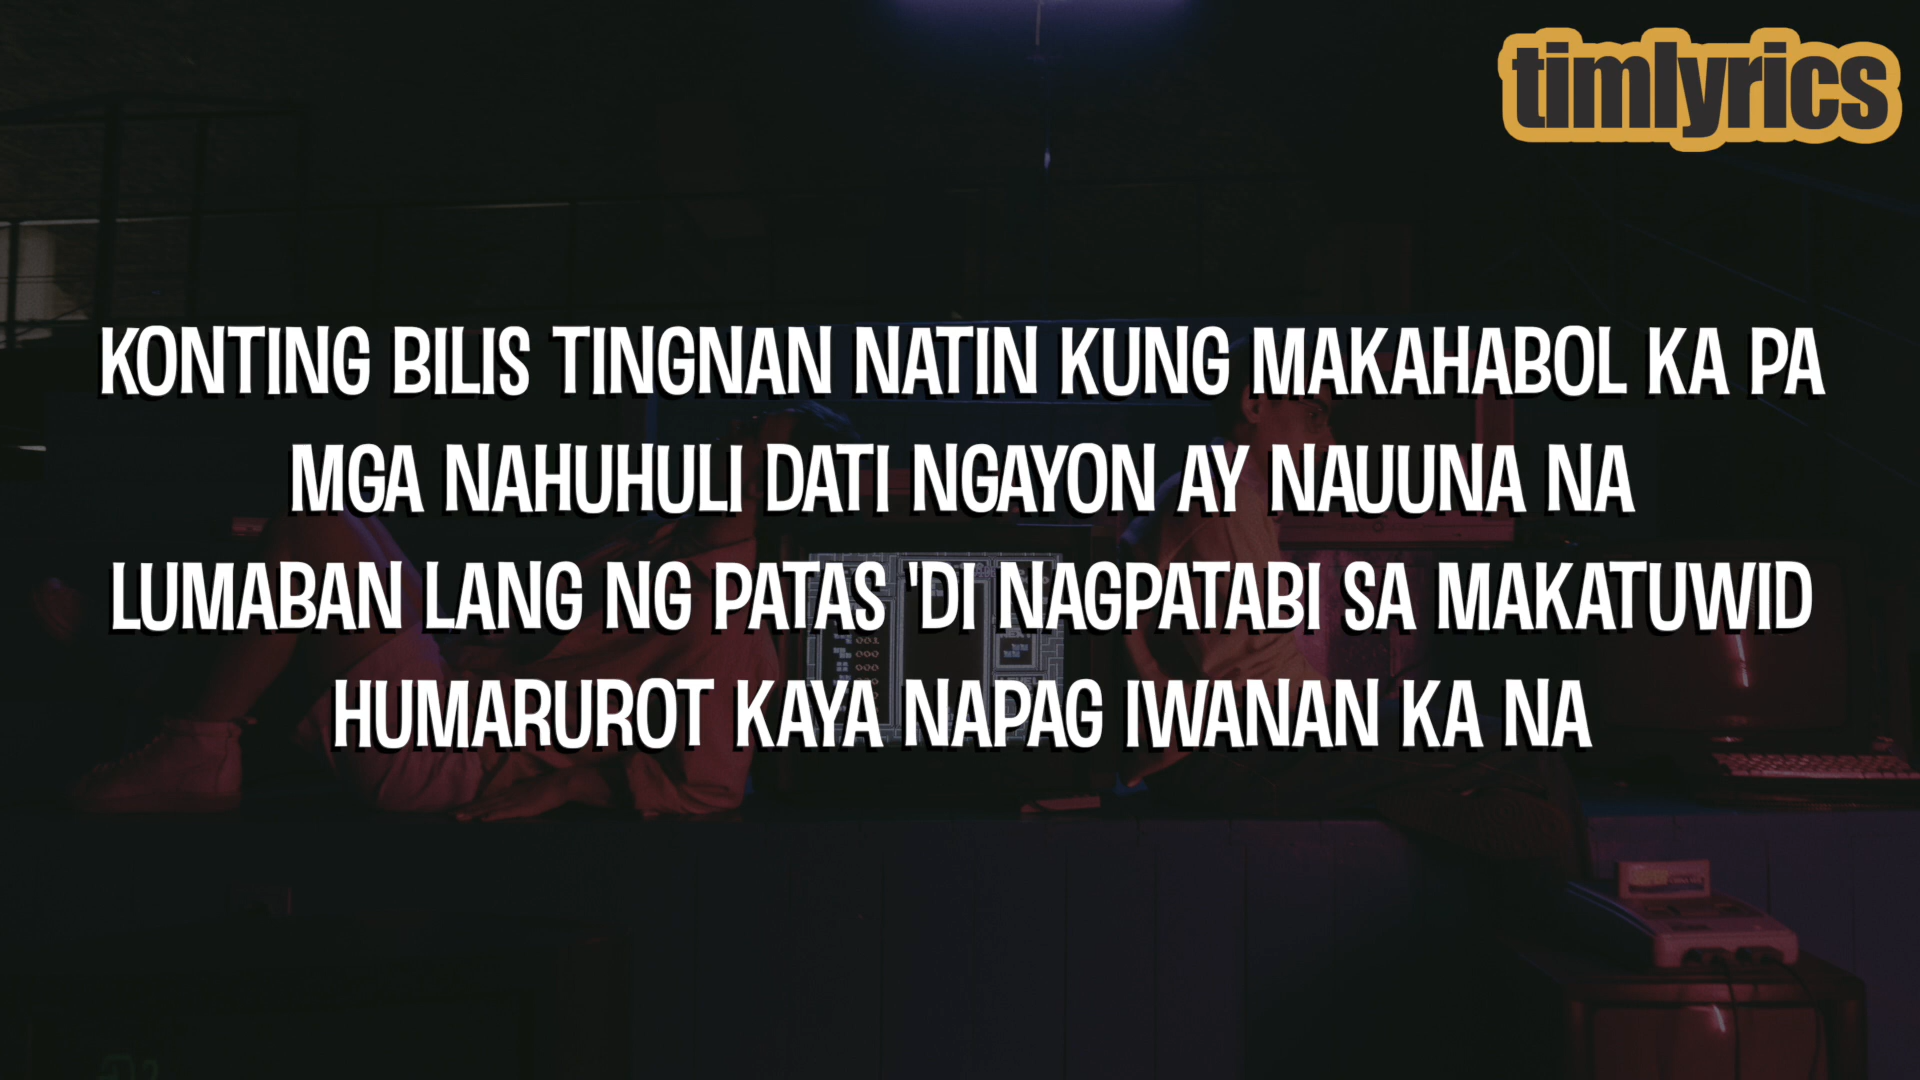 timlyrics
KONTING BILIS TINGNAN NATIN KUNG MAKAHABOL KA PA
MGA NAHUHULI DATI NGAYON AY NAUUNA NA
LUMABAN LANG NG PATAS 'DI NAGPATABI SA MAKATUWID
HUMARUROT KAYA NAPAG IWANAN KA NA